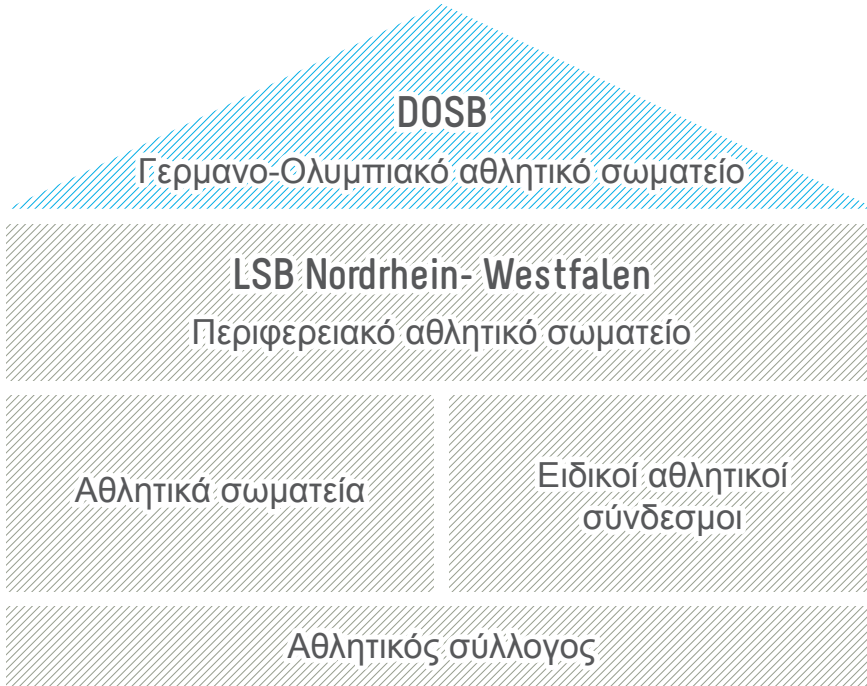 DOSB
Γερμανο-Ολυμπιακό αθλητικό σωματείο
LSB Nordrhein- Westfalen
Περιφερειακό αθλητικό σωματείο
Αθλητικά σωματεία
Ειδικοί αθλητικοί
σύνδεσμοι
Αθλητικός σύλλογος